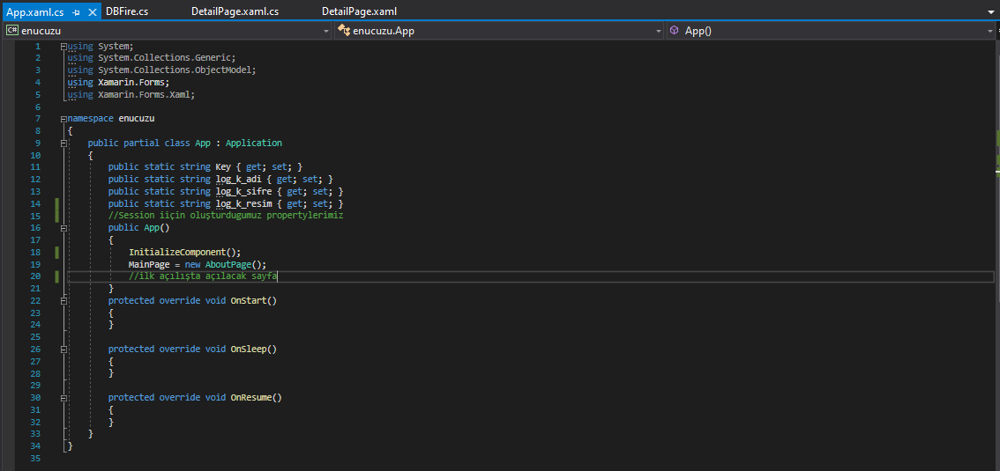 App.xaml.cs DBFire.cs DetailPage.xaml.cs DetailPage.xaml
C# enucuzu enucuzu.App App()
1 using System;
2 using System.Collections.Generic;
3 using System.Collections.ObjectModel;
4 using Xamarin.Forms;
5 using Xamarin.Forms.Xaml;
6
7 namespace enucuzu
8 {
9 public partial class App : Application
10 {
11 public static string Key { get; set; }
12 public static string log_k_adi { get; set; }
13 public static string log_k_sifre { get; set; }
14 public static string log_k_resim { get; set; }
15 //Session iiçin oluşturdugumuz propertylerimiz
16 public App()
17 {
18 InitializeComponent();
19 MainPage = new AboutPage();
20 //ilk açılışta açılacak sayfa
21 }
22 protected override void OnStart()
23 {
24 }
25
26 protected override void OnSleep()
27 {
28 }
29
30 protected override void OnResume()
31 {
32 }
33 }
34 }
35